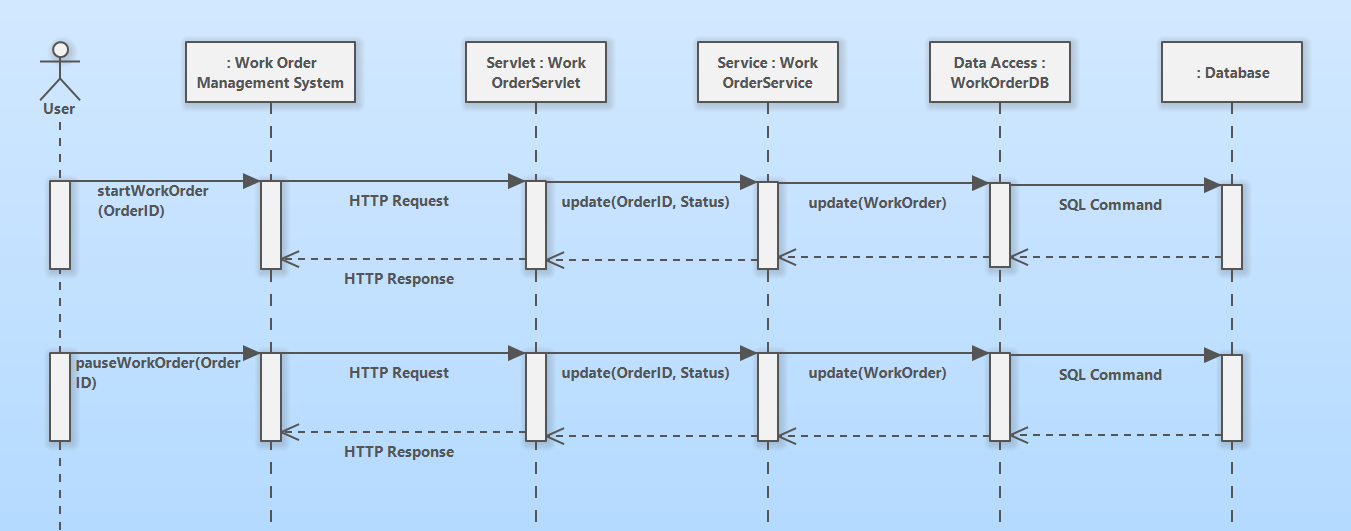 User
: Work Order
Management System
Servlet : Work
OrderServlet
Service : Work
OrderService
Data Access :
WorkOrderDB
: Database
startWorkOrder
(OrderID)
HTTP Request
update(OrderID, Status)
update(WorkOrder)
SQL Command
HTTP Response
pauseWorkOrder(Order
ID)
HTTP Request
update(OrderID, Status)
update(WorkOrder)
SQL Command
HTTP Response